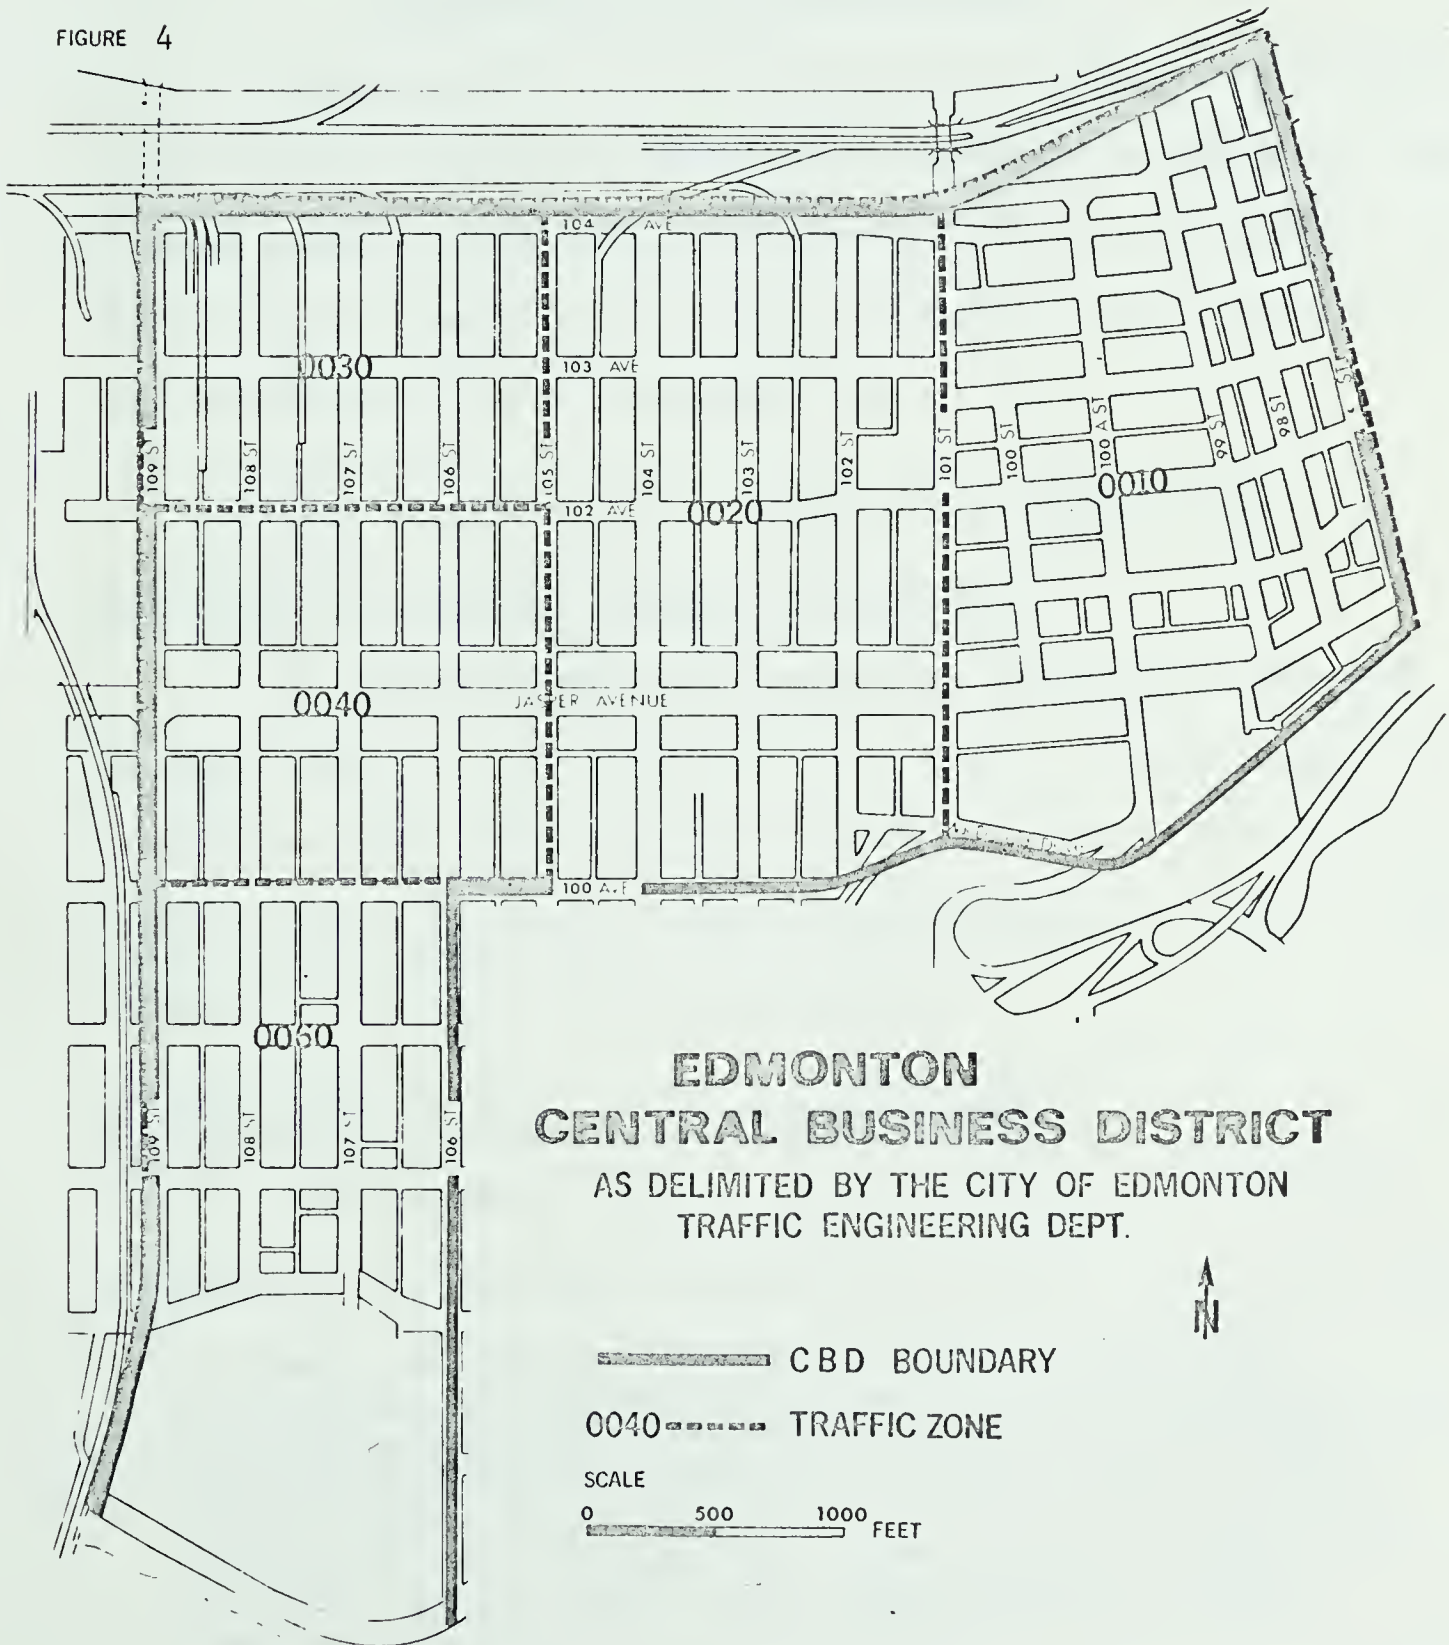 FIGURE 4
104 AVE
0030
103 AVE
109 ST
108 ST
107 ST
106 ST
105 ST
104 ST
103 ST
102 ST
101 ST
100 ST
100 A ST
99 ST
98 ST
ST
0010
102 AVE
0020
0040
JASPER AVENUE
100 AVE
109 ST
108 ST
107 ST
106 ST
EDMONTON
CENTRAL BUSINESS DISTRICT
AS DELIMITED BY THE CITY OF EDMONTON
TRAFFIC ENGINEERING DEPT.
N
CBD BOUNDARY
0040 TRAFFIC ZONE
SCALE
0 500 1000 FEET